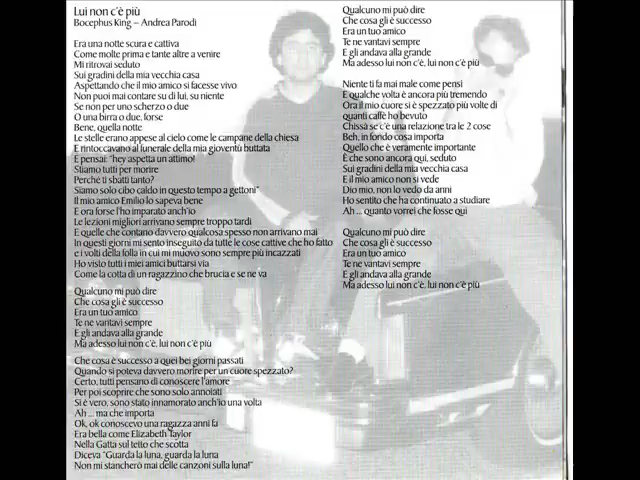 Lui non c'è più
Bocephus King – Andrea Parodi
Era una notte scura e cattiva
Come molte prima e tante altre a venire
Mi ritrovai seduto
Sui gradini della mia vecchia casa
Aspettando che il mio amico si facesse vivo
Non puoi mai contare su di lui, su niente
Se non per uno scherzo o due
O una birra o due, forse
Bene, quella notte
Le stelle erano appese al cielo come le campane della chiesa
E rintoccavano al funerale della mia gioventù buttata
E pensai: "hey aspetta un attimo!
Stiamo tutti per morire
Perché ti sbatti tanto?
Siamo solo cibo caldo in questo tempo a gettoni"
Il mio amico Emilio lo sapeva bene
E ora forse l'ho imparato anch'io
Le lezioni migliori arrivano sempre troppo tardi
E quelle che contano davvero qualcosa spesso non arrivano mai
In questi giorni mi sento inseguito da tutte le cose cattive che ho fatto
e i volti della folla in cui mi muovo sono sempre più incazzati
Ho visto tutti i miei amici buttarsi via
Come la cotta di un ragazzino che brucia e se ne va
Qualcuno mi può dire
Che cosa gli è successo
Era un tuo amico
Te ne vantavi sempre
E gli andava alla grande
Ma adesso lui non c'è, lui non c'è più
Che cosa è successo a quei bei giorni passati
Quando si poteva davvero morire per un cuore spezzato?
Certo, tutti pensano di conoscere l'amore
Per poi scoprire che sono solo annoiati
Si è vero, sono stato innamorato anch'io una volta
Ah ... ma che importa
Ok, ok conoscevo una ragazza anni fa
Era bella come Elizabeth Taylor
Nella Gatta sul tetto che scotta
Diceva "Guarda la luna, guarda la luna
Non mi stancherò mai delle canzoni sulla luna!"
Qualcuno mi può dire
Che cosa gli è successo
Era un tuo amico
Te ne vantavi sempre
E gli andava alla grande
Ma adesso lui non c'è, lui non c'è più
Niente ti fa mai male come pensi
E qualche volta è ancora più tremendo
Ora il mio cuore si è spezzato più volte di
quanti caffè ho bevuto
Chissà se c'è una relazione tra le 2 cose
Beh, in fondo cosa importa
Quello che è veramente importante
È che sono ancora qui, seduto
Sui gradini della mia vecchia casa
E il mio amico non si vede
Dio mio, non lo vedo da anni
Ho sentito che ha continuato a studiare
Ah ... quanto vorrei che fosse qui
Qualcuno mi può dire
Che cosa gli è successo
Era un tuo amico
Te ne vantavi sempre
E gli andava alla grande
Ma adesso lui non c'è, lui non c'è più